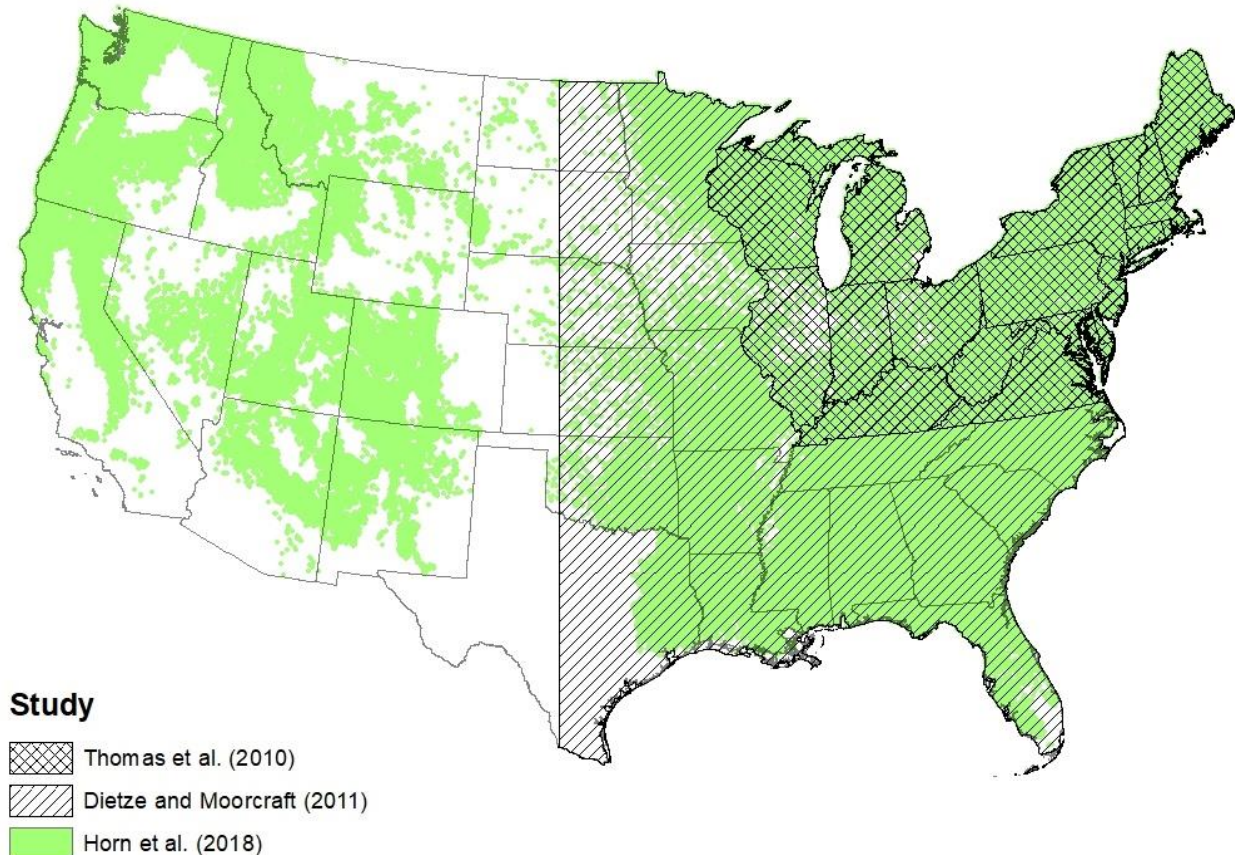 Study
Thomas et al. (2010)
Dietze and Moorcraft (2011)
Horn et al. (2018)